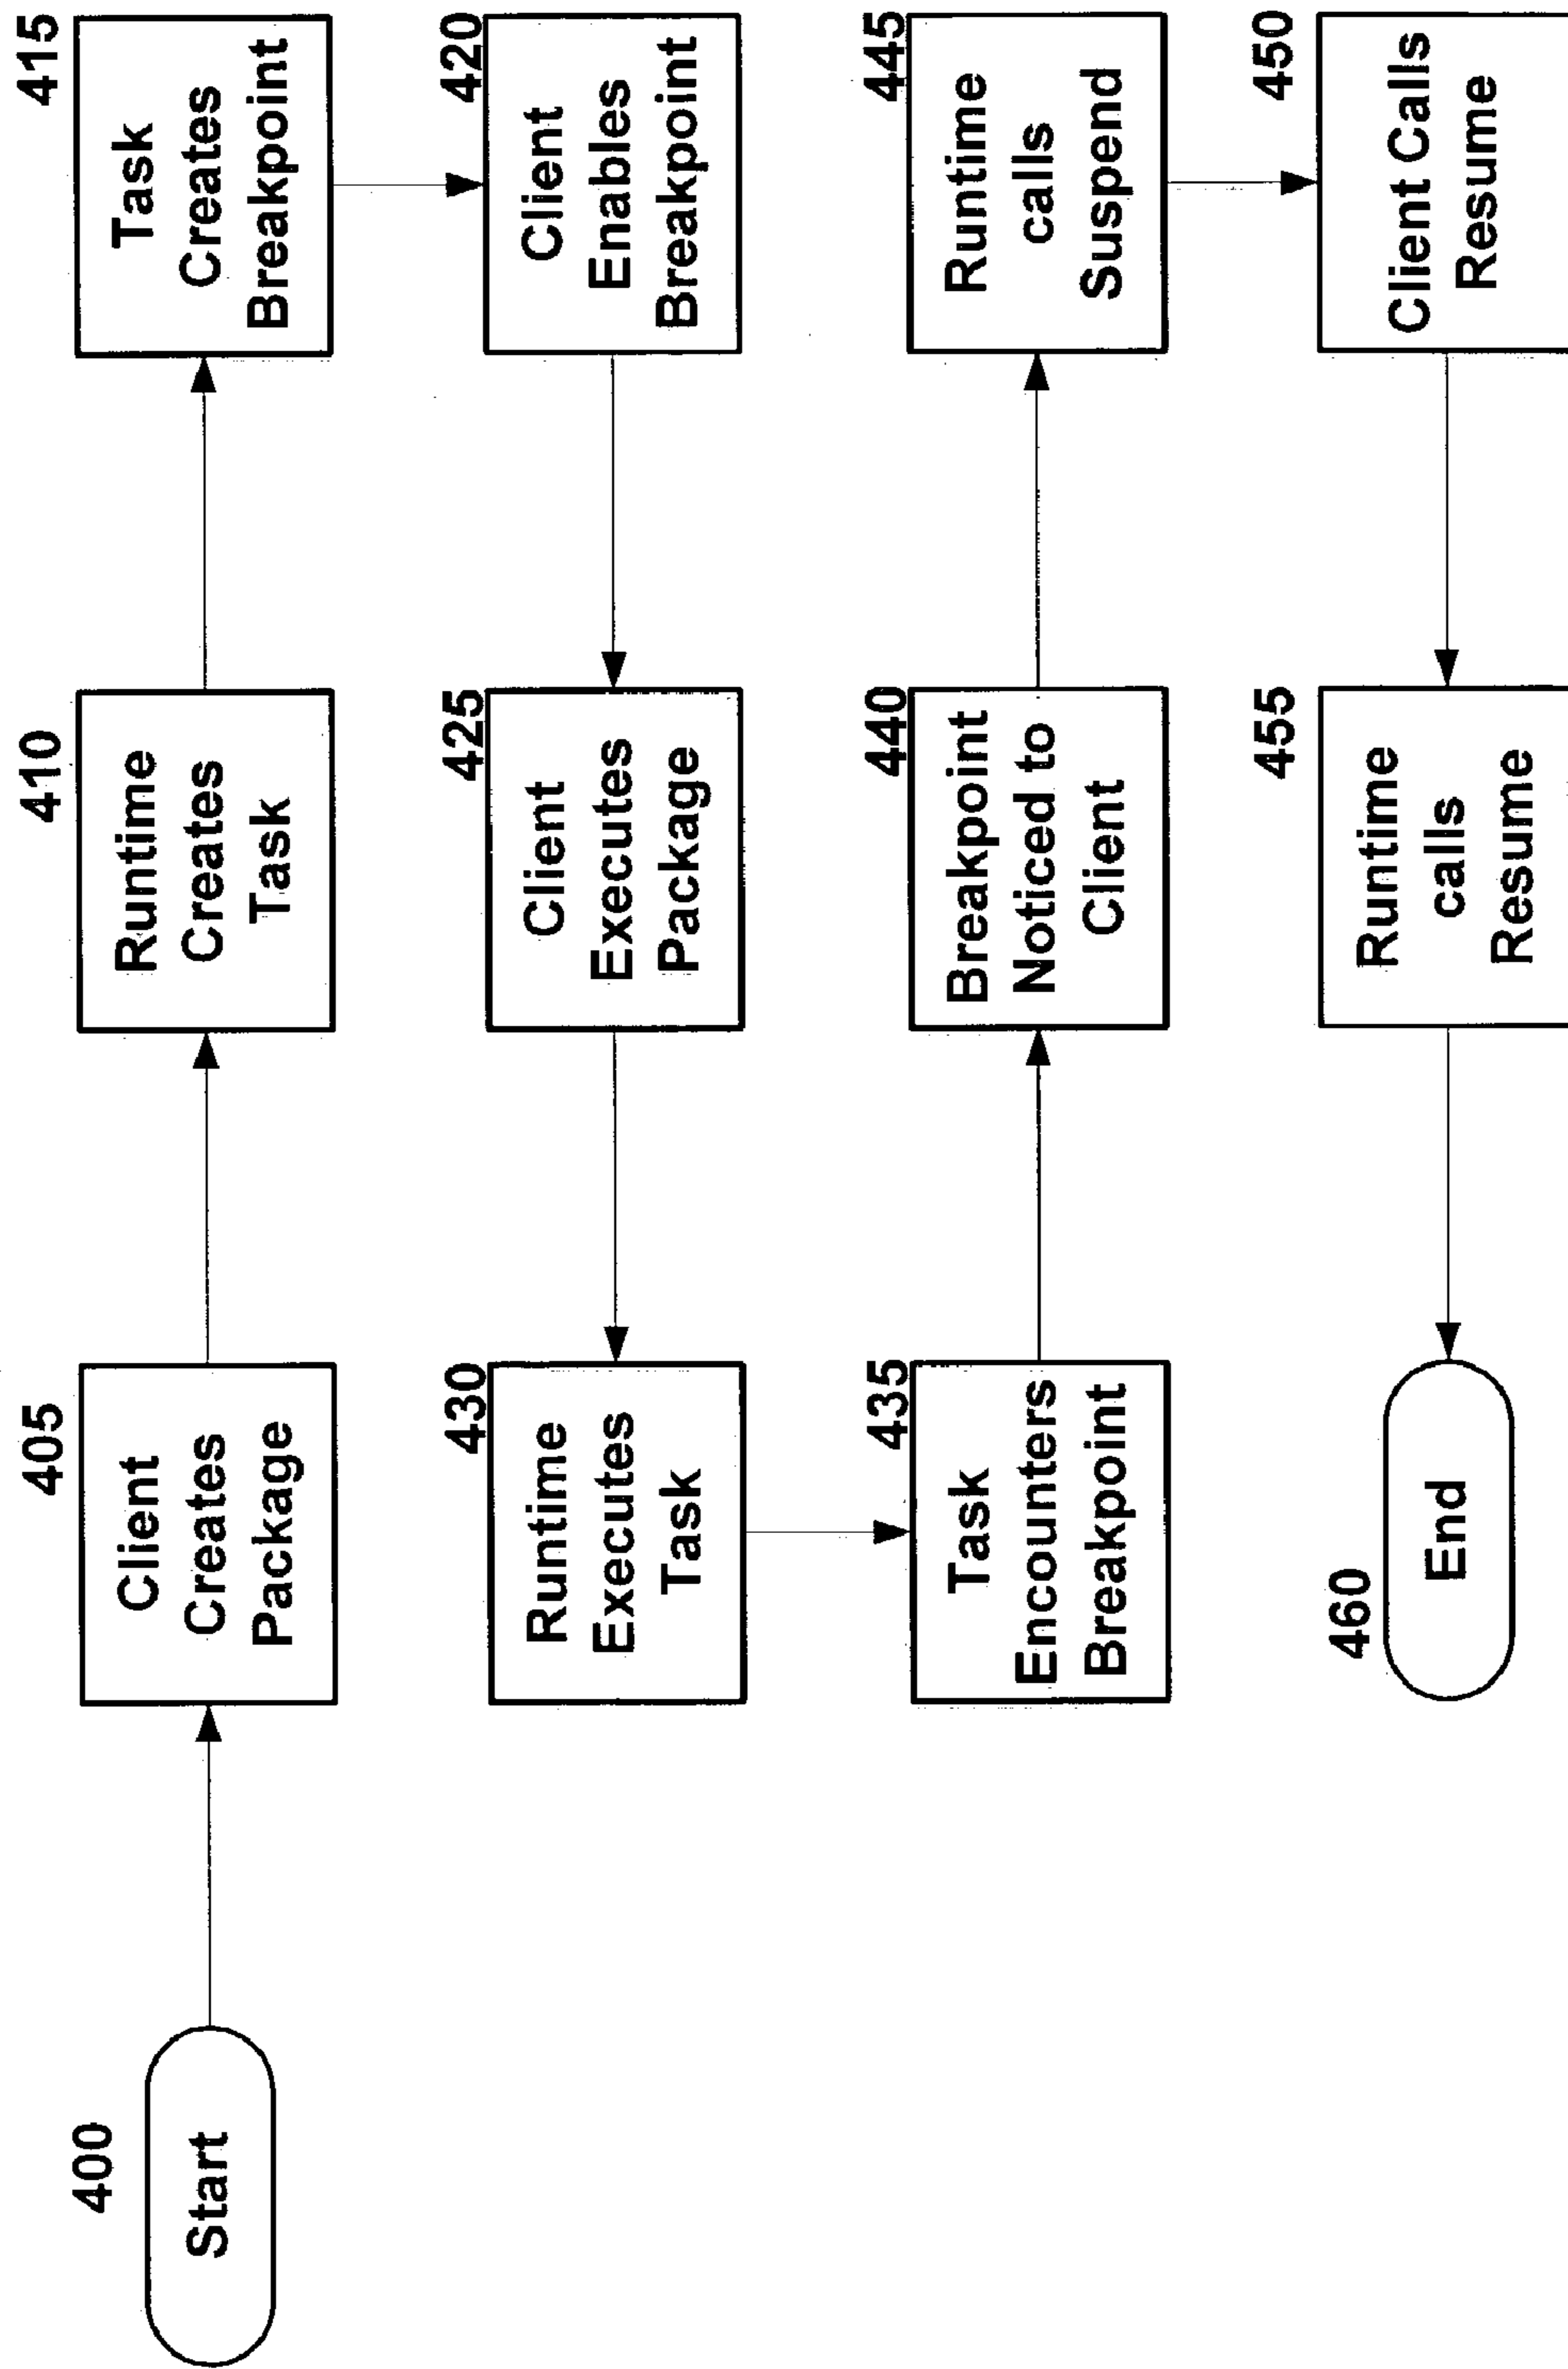 400
Start
405
Client
Creates
Package
410
Runtime
Creates
Task
415
Task
Creates
Breakpoint
420
Client
Enables
Breakpoint
425
Client
Executes
Package
430
Runtime
Executes
Task
435
Task
Encounters
Breakpoint
440
Breakpoint
Noticed to
Client
445
Runtime
calls
Suspend
450
Client Calls
Resume
455
Runtime
calls
Resume
460
End